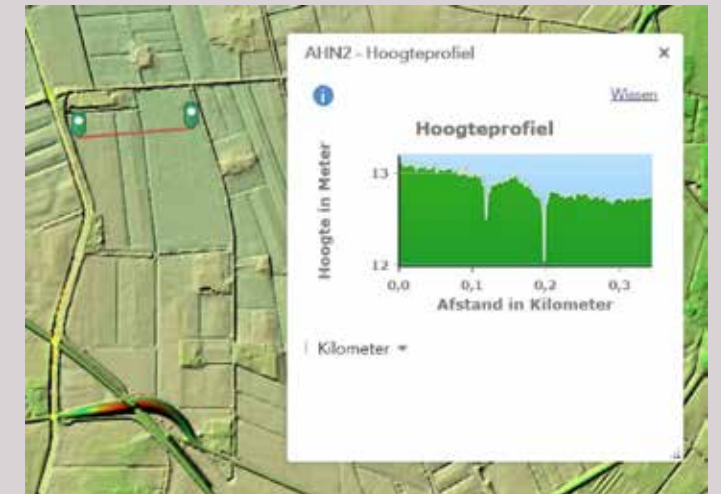 AHN2 - Hoogteprofiel ×
Wissen
Hoogteprofiel
Hoogte in Meter
13
12
0,0 0,1 0,2 0,3
Afstand in Kilometer
Kilometer